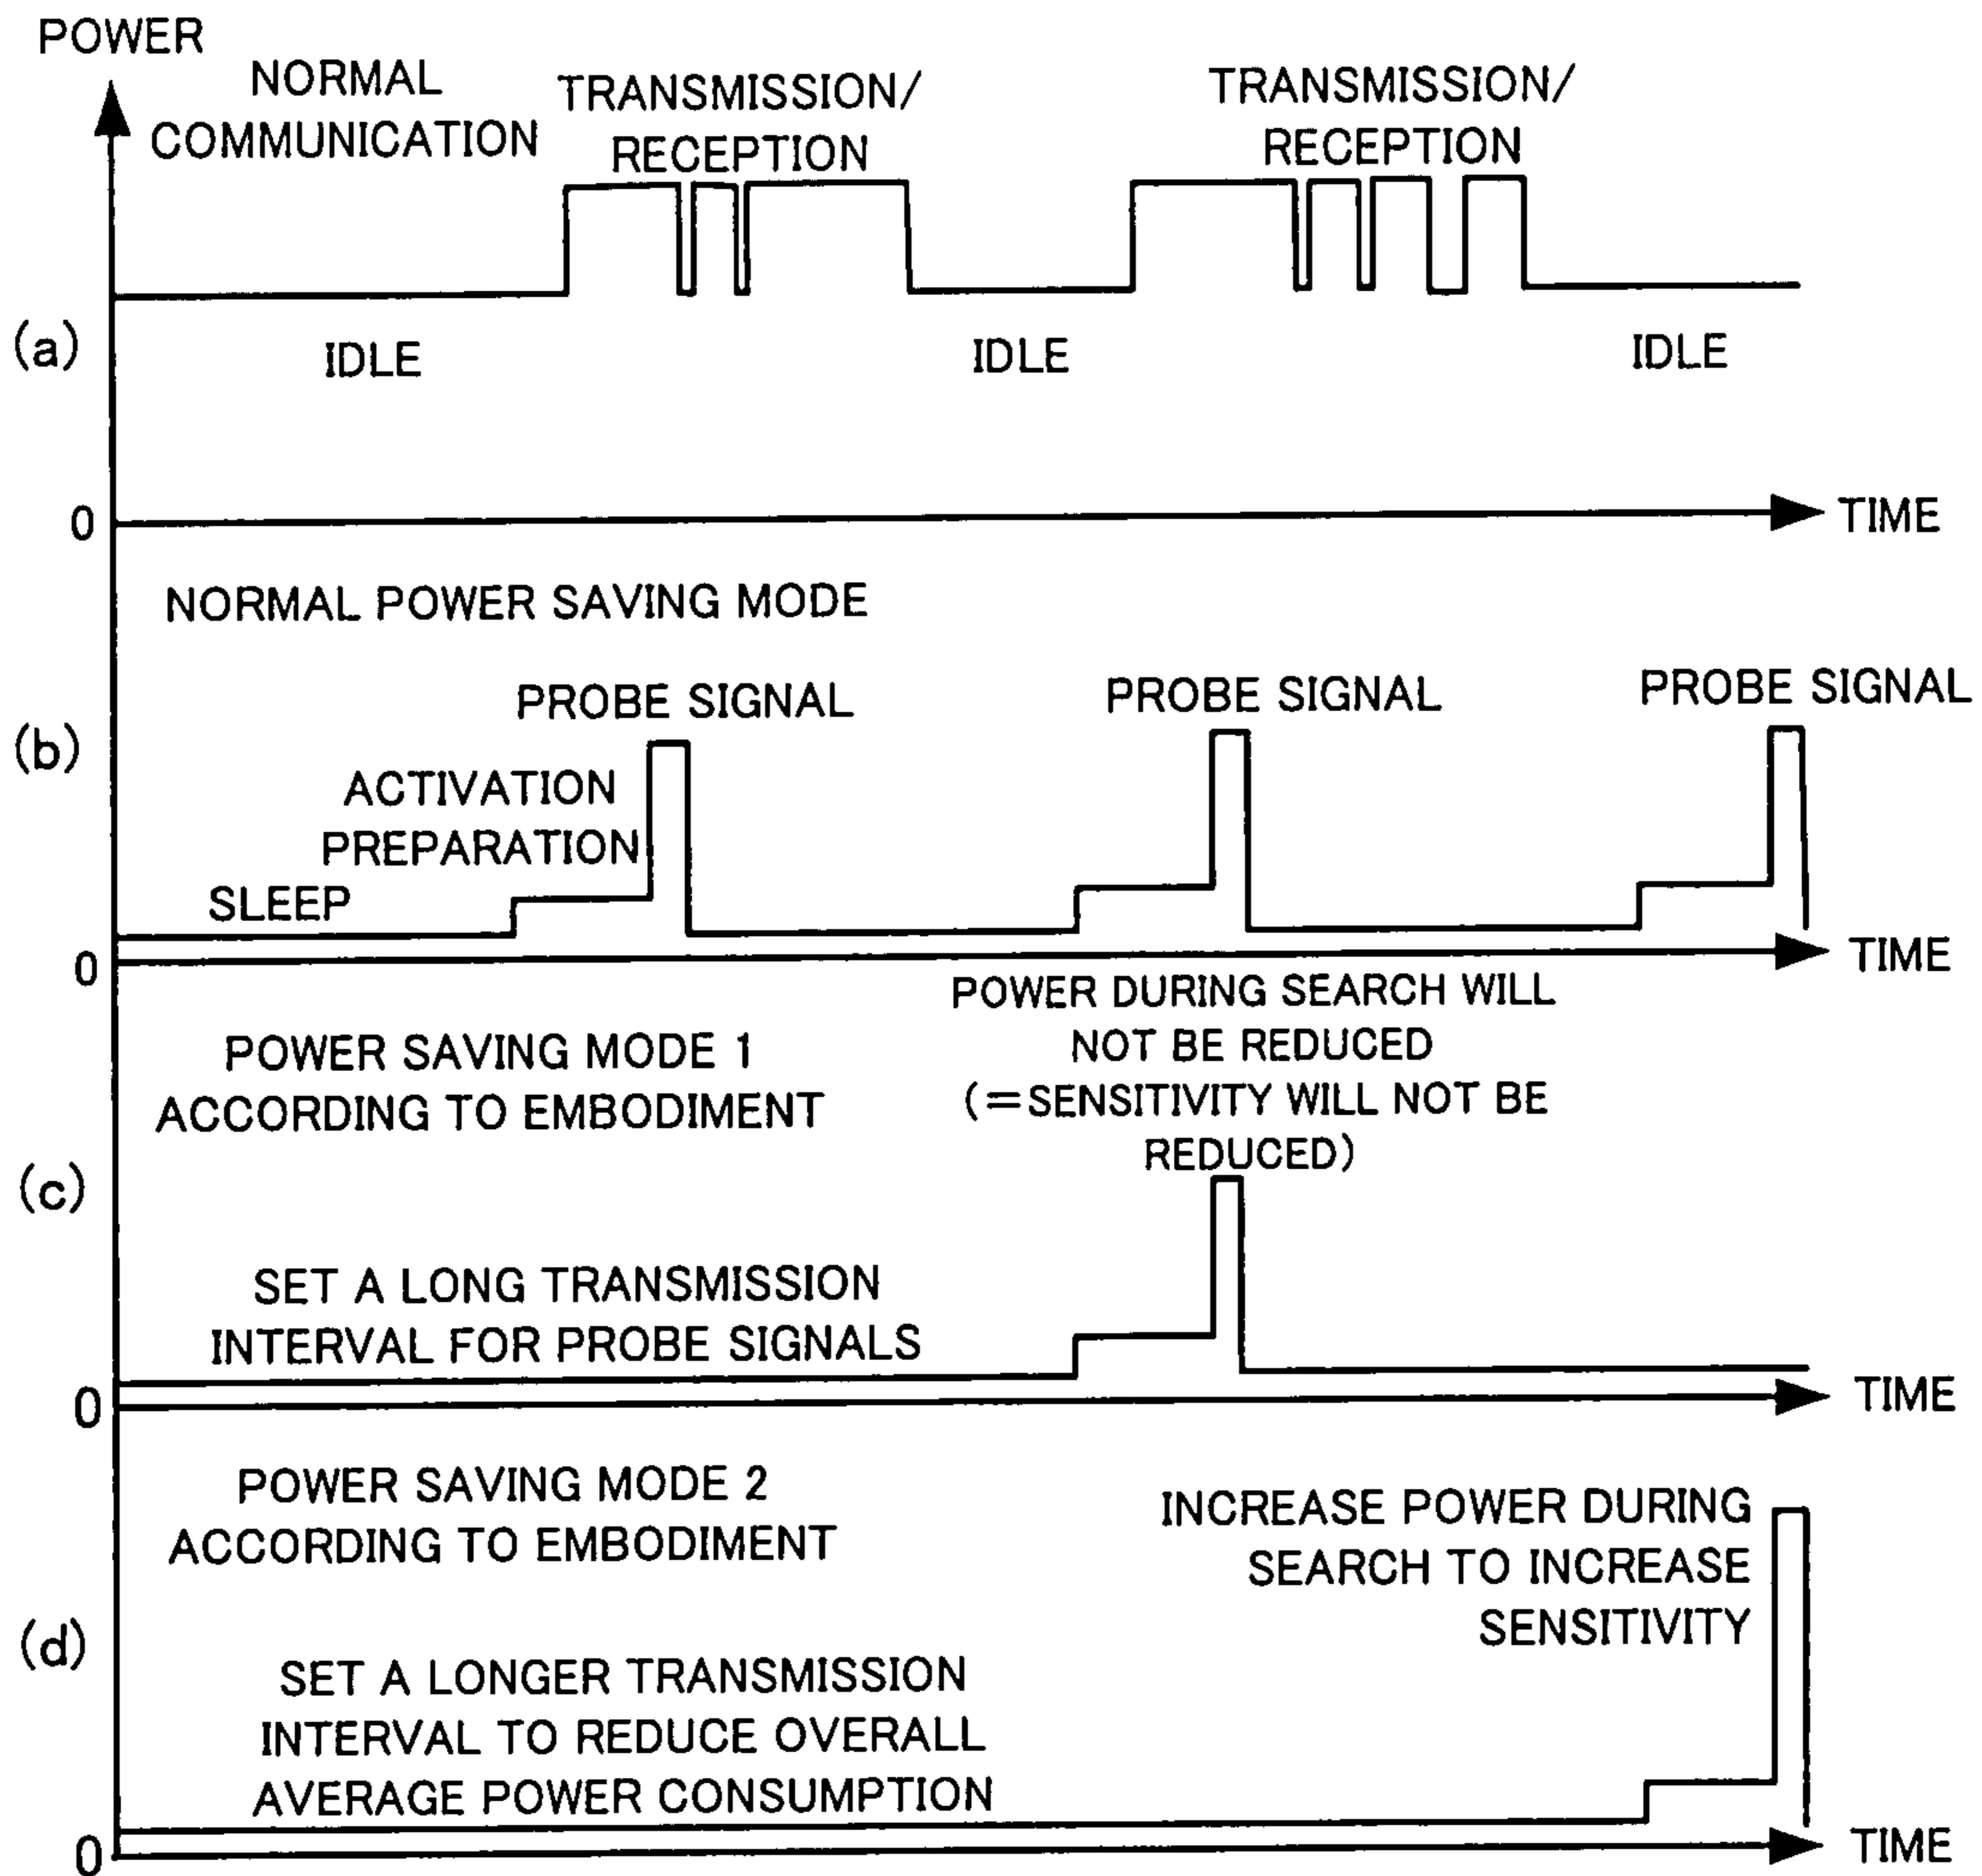 POWER
NORMAL
COMMUNICATION
TRANSMISSION/
RECEPTION
TRANSMISSION/
RECEPTION
(a)
IDLE
IDLE
IDLE
0
TIME
NORMAL POWER SAVING MODE
(b)
PROBE SIGNAL
PROBE SIGNAL
PROBE SIGNAL
ACTIVATION
PREPARATION
SLEEP
0
TIME
POWER SAVING MODE 1
ACCORDING TO EMBODIMENT
POWER DURING SEARCH WILL
NOT BE REDUCED
(=SENSITIVITY WILL NOT BE
REDUCED)
(c)
SET A LONG TRANSMISSION
INTERVAL FOR PROBE SIGNALS
0
TIME
POWER SAVING MODE 2
ACCORDING TO EMBODIMENT
INCREASE POWER DURING
SEARCH TO INCREASE
SENSITIVITY
(d)
SET A LONGER TRANSMISSION
INTERVAL TO REDUCE OVERALL
AVERAGE POWER CONSUMPTION
0
TIME